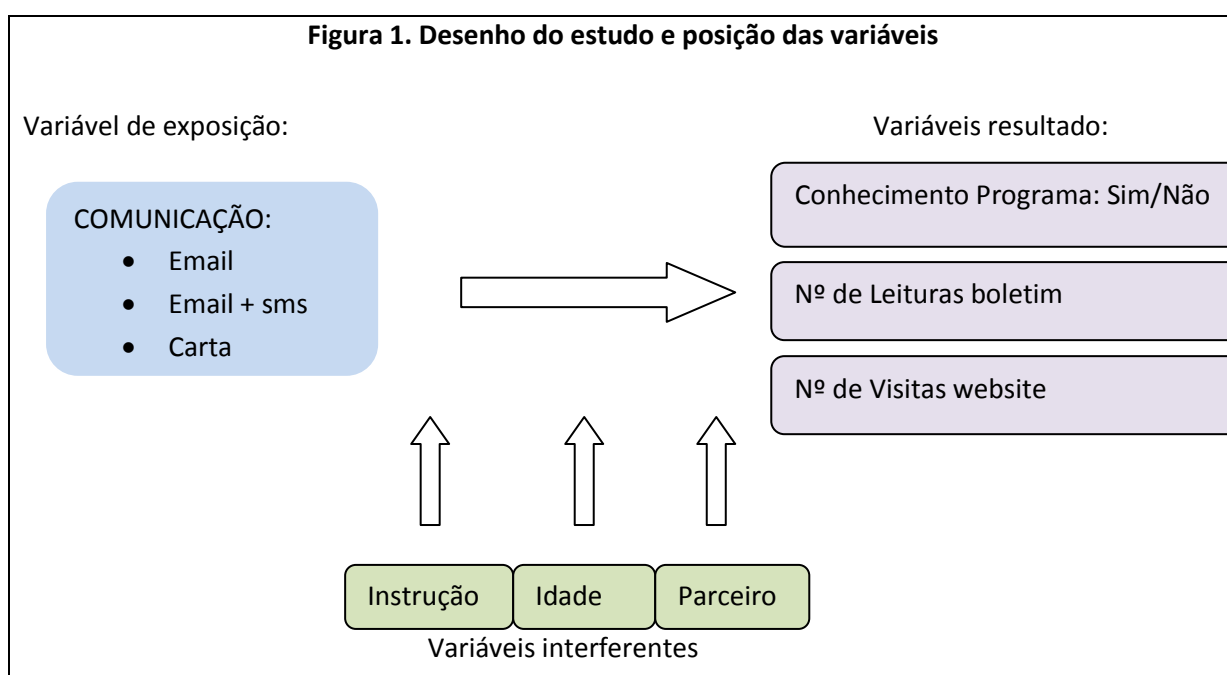 Figura 1. Desenho do estudo e posição das variáveis
Variável de exposição:
COMUNICAÇÃO:
• Email
• Email + sms
• Carta
Variáveis resultado:
Conhecimento Programa: Sim/Não
Nº de Leituras boletim
Nº de Visitas website
Instrução
Idade
Parceiro
Variáveis interferentes